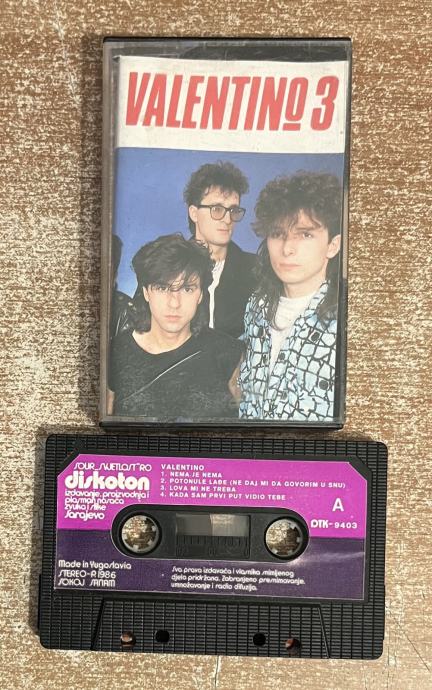 VALENTINO 3
SOUR "SVJETLOST" RO
diskoton
izdavanje, proizvodnja i
plasman nosača
zvuka i slike
Sarajevo
VALENTINO
1. NEMA JE NEMA
2. POTONULE LAĐE (NE DAJ MI DA GOVORIM U SNU)
3. LOVA MI NE TREBA
4. KADA SAM PRVI PUT VIDIO TEBE
A
DTK-9403
Made in Yugoslavia
STEREO-® 1986
SOKOJ SANAM
Sva prava izdavača i vlasnika snimljenog
djela pridržana. Zabranjeno presnimavanje,
umnožavanje i radio difuzija.